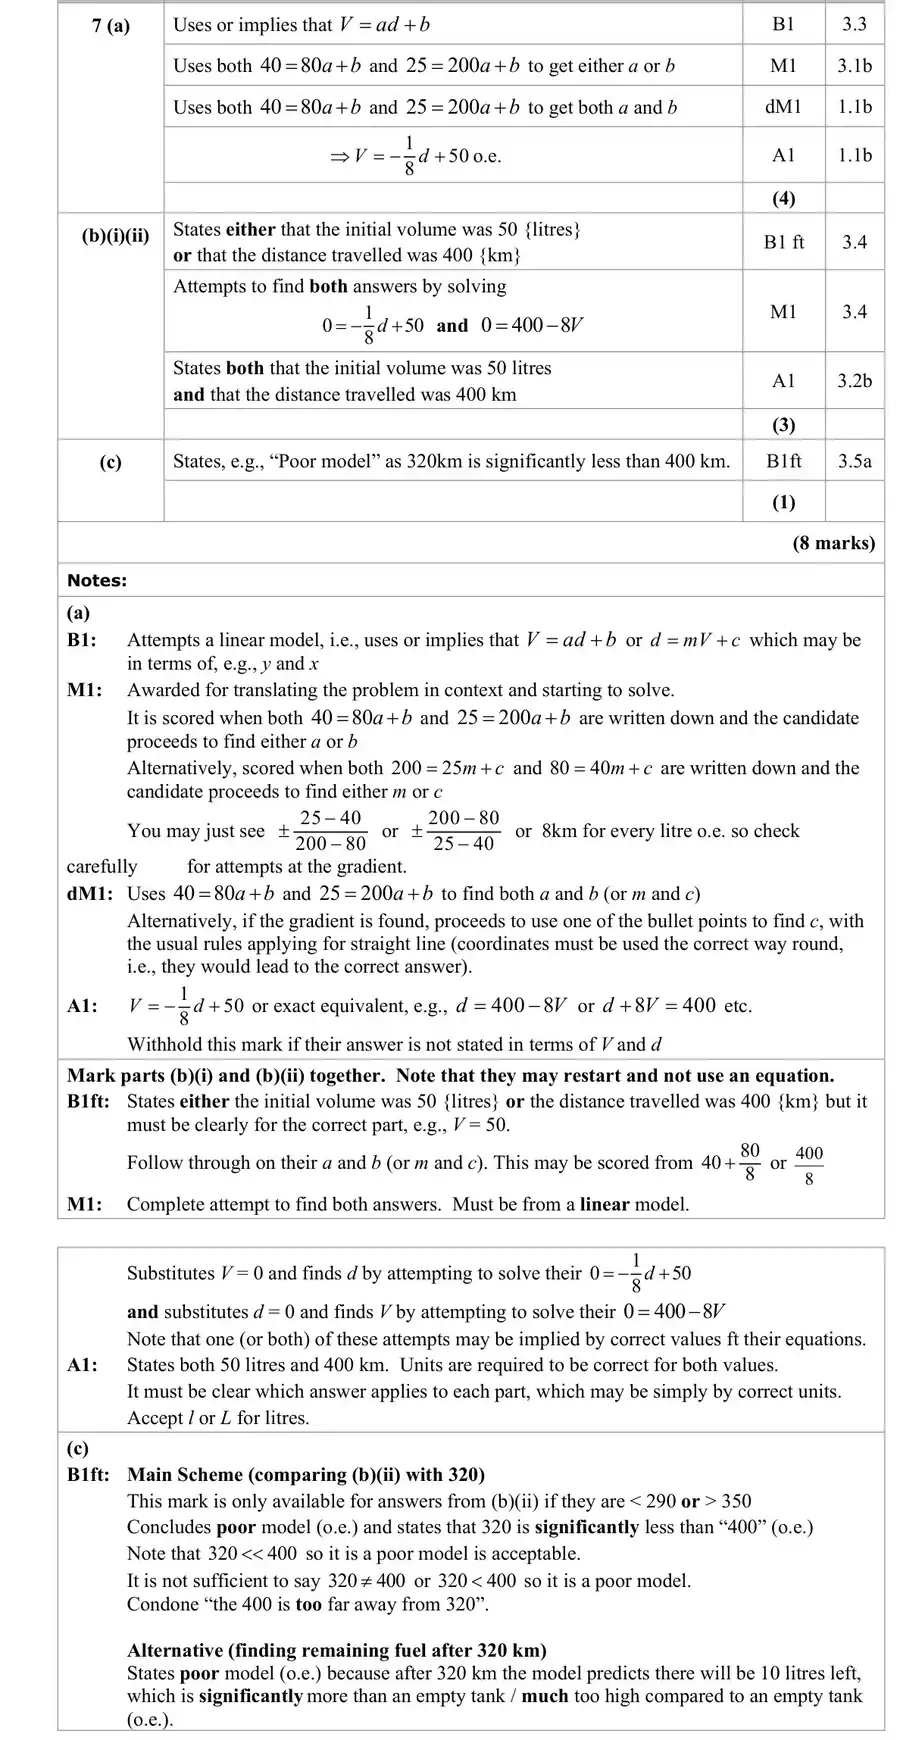 7 (a) Uses or implies that V = ad + b B1 3.3
Uses both 40 = 80a + b and 25 = 200a + b to get either a or b M1 3.1b
Uses both 40 = 80a + b and 25 = 200a + b to get both a and b dM1 1.1b
⇒ V = −1/8 d + 50 o.e. A1 1.1b
(4)
(b)(i)(ii) States either that the initial volume was 50 {litres}
or that the distance travelled was 400 {km} B1 ft 3.4
Attempts to find both answers by solving
0 = −1/8 d + 50 and 0 = 400 − 8V M1 3.4
States both that the initial volume was 50 litres
and that the distance travelled was 400 km A1 3.2b
(3)
(c) States, e.g., “Poor model” as 320km is significantly less than 400 km. B1ft 3.5a
(1)
(8 marks)
Notes:
(a)
B1: Attempts a linear model, i.e., uses or implies that V = ad + b or d = mV + c which may be
in terms of, e.g., y and x
M1: Awarded for translating the problem in context and starting to solve.
It is scored when both 40 = 80a + b and 25 = 200a + b are written down and the candidate
proceeds to find either a or b
Alternatively, scored when both 200 = 25m + c and 80 = 40m + c are written down and the
candidate proceeds to find either m or c
You may just see ± (25 − 40)/(200 − 80) or ± (200 − 80)/(25 − 40) or 8km for every litre o.e. so check
carefully for attempts at the gradient.
dM1: Uses 40 = 80a + b and 25 = 200a + b to find both a and b (or m and c)
Alternatively, if the gradient is found, proceeds to use one of the bullet points to find c, with
the usual rules applying for straight line (coordinates must be used the correct way round,
i.e., they would lead to the correct answer).
A1: V = −1/8 d + 50 or exact equivalent, e.g., d = 400 − 8V or d + 8V = 400 etc.
Withhold this mark if their answer is not stated in terms of V and d
Mark parts (b)(i) and (b)(ii) together. Note that they may restart and not use an equation.
B1ft: States either the initial volume was 50 {litres} or the distance travelled was 400 {km} but it
must be clearly for the correct part, e.g., V = 50.
Follow through on their a and b (or m and c). This may be scored from 40 + 80/8 or 400/8
M1: Complete attempt to find both answers. Must be from a linear model.
Substitutes V = 0 and finds d by attempting to solve their 0 = −1/8 d + 50
and substitutes d = 0 and finds V by attempting to solve their 0 = 400 − 8V
Note that one (or both) of these attempts may be implied by correct values ft their equations.
A1: States both 50 litres and 400 km. Units are required to be correct for both values.
It must be clear which answer applies to each part, which may be simply by correct units.
Accept l or L for litres.
(c)
B1ft: Main Scheme (comparing (b)(ii) with 320)
This mark is only available for answers from (b)(ii) if they are < 290 or > 350
Concludes poor model (o.e.) and states that 320 is significantly less than “400” (o.e.)
Note that 320 << 400 so it is a poor model is acceptable.
It is not sufficient to say 320 ≠ 400 or 320 < 400 so it is a poor model.
Condone “the 400 is too far away from 320”.
Alternative (finding remaining fuel after 320 km)
States poor model (o.e.) because after 320 km the model predicts there will be 10 litres left,
which is significantly more than an empty tank / much too high compared to an empty tank
(o.e.).